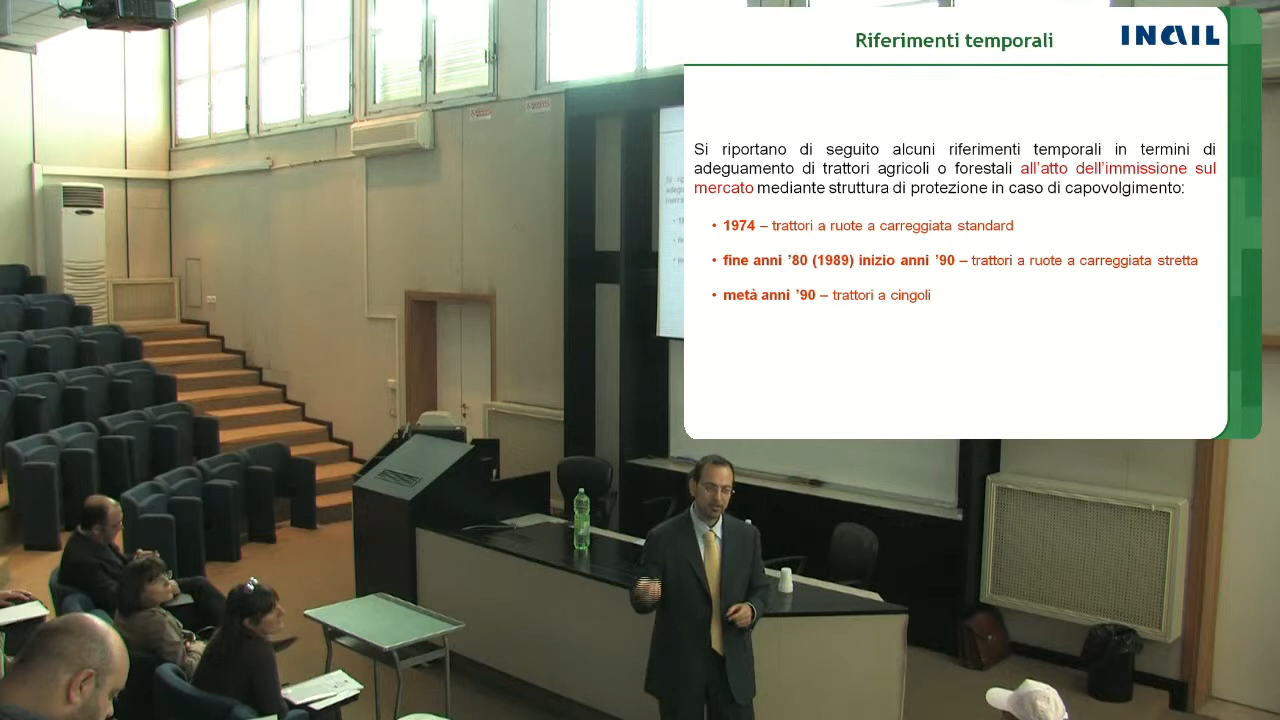 Riferimenti temporali
INAIL
Si riportano di seguito alcuni riferimenti temporali in termini di
adeguamento di trattori agricoli o forestali all'atto dell'immissione sul
mercato mediante struttura di protezione in caso di capovolgimento:
• 1974 – trattori a ruote a carreggiata standard
• fine anni '80 (1989) inizio anni '90 – trattori a ruote a carreggiata stretta
• metà anni '90 – trattori a cingoli